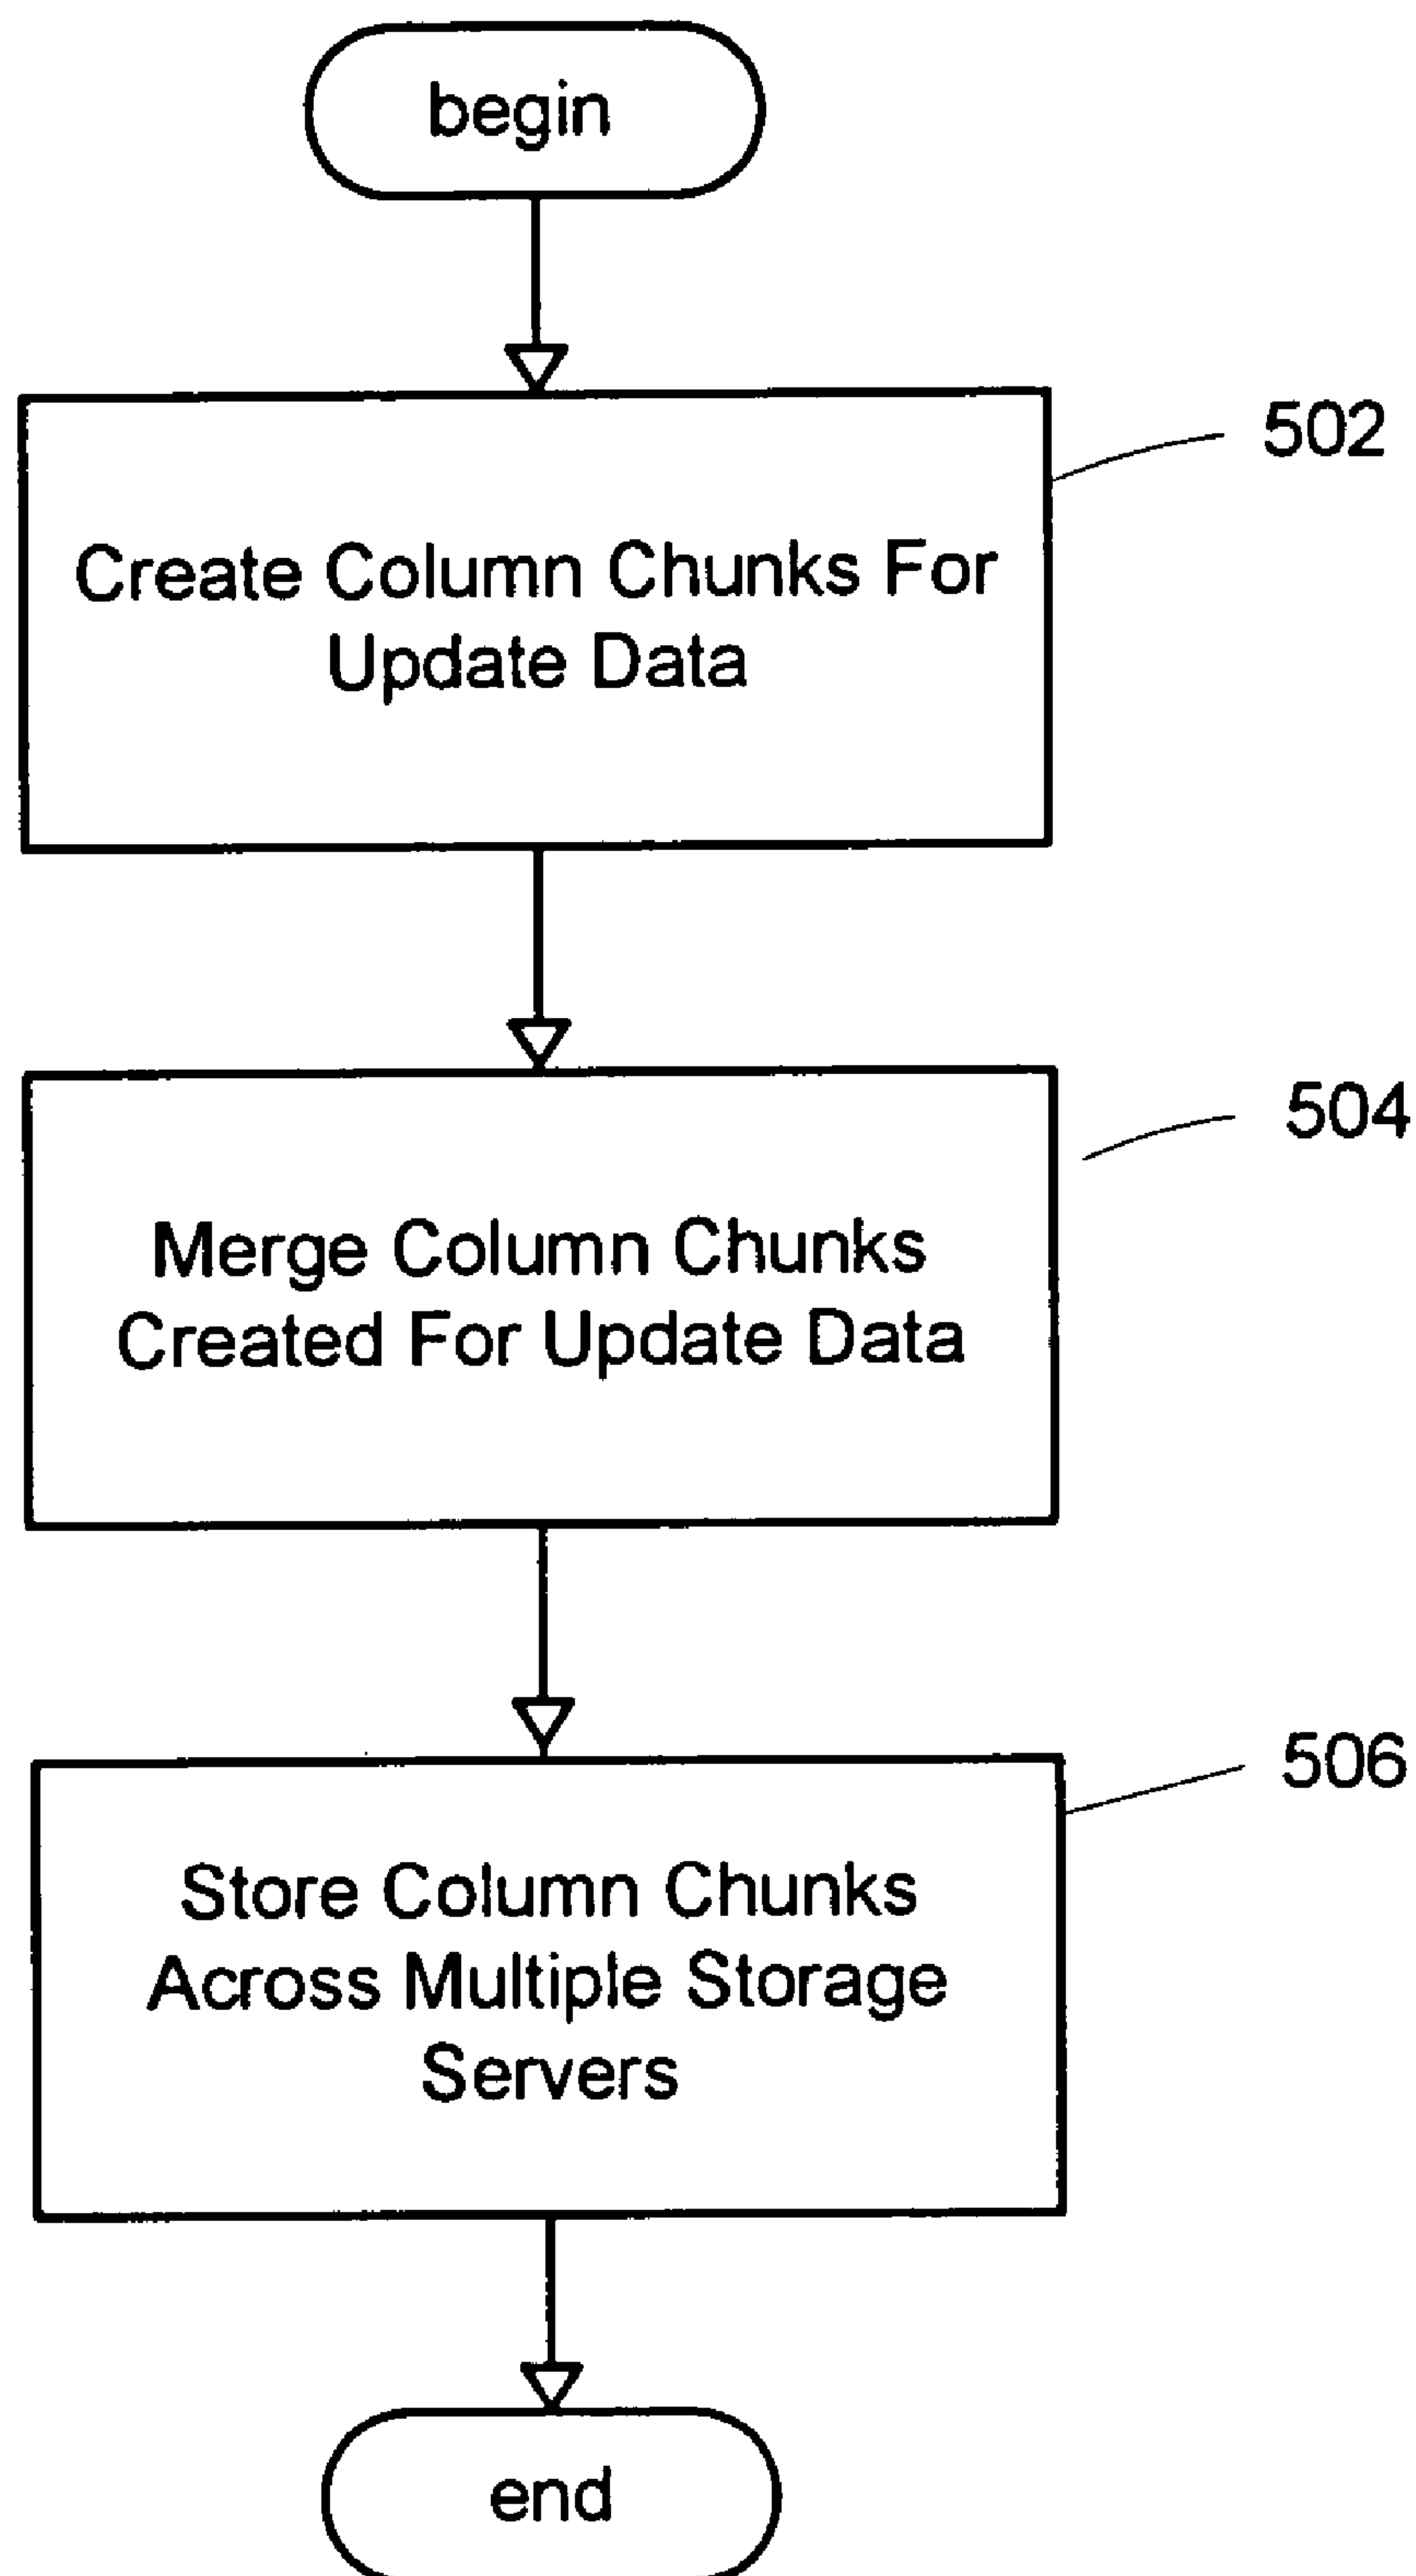 begin
502
Create Column Chunks For
Update Data
504
Merge Column Chunks
Created For Update Data
506
Store Column Chunks
Across Multiple Storage
Servers
end